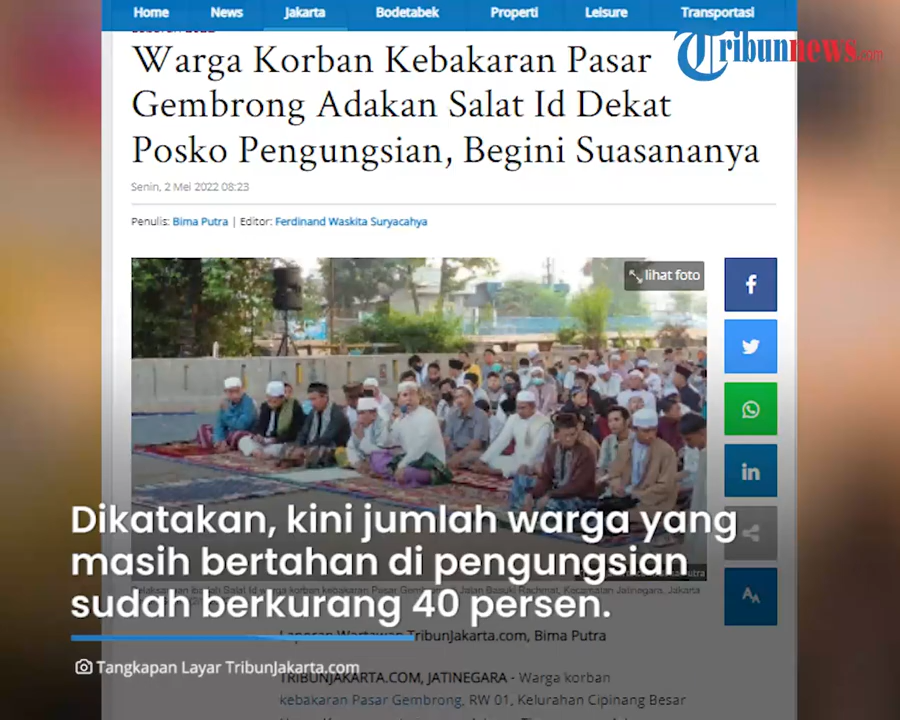 Home News Jakarta Bodetabek Properti Leisure Transportasi
Tribunnews.com
Warga Korban Kebakaran Pasar
Gembrong Adakan Salat Id Dekat
Posko Pengungsian, Begini Suasananya
Senin, 2 Mei 2022 08:23
Penulis: Bima Putra | Editor: Ferdinand Waskita Suryacahya
lihat foto
Dikatakan, kini jumlah warga yang
masih bertahan di pengungsian
sudah berkurang 40 persen.
Laporan Wartawan TribunJakarta.com, Bima Putra
Tangkapan Layar TribunJakarta.com
TRIBUNJAKARTA.COM, JATINEGARA - Warga korban
kebakaran Pasar Gembrong, RW 01, Kelurahan Cipinang Besar